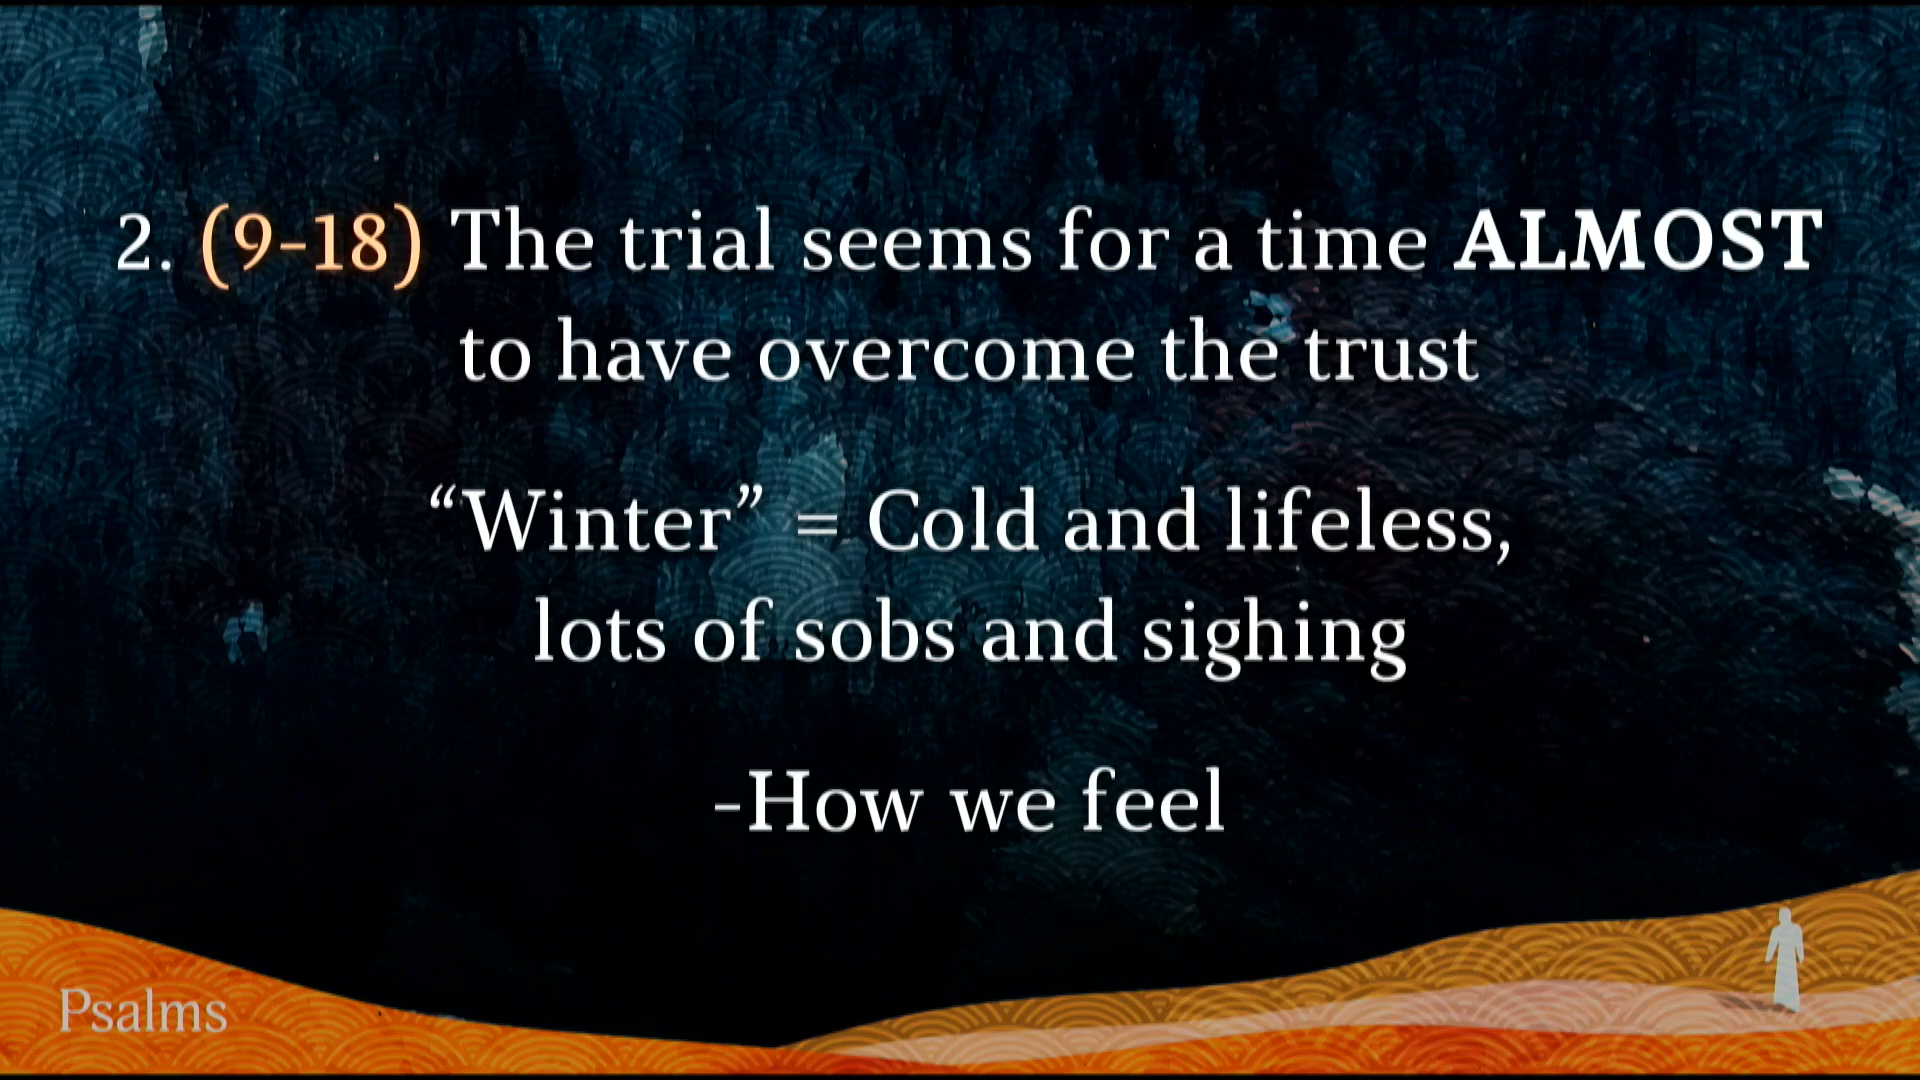 2. (9-18) The trial seems for a time ALMOST
to have overcome the trust
“Winter” = Cold and lifeless,
lots of sobs and sighing
-How we feel
Psalms